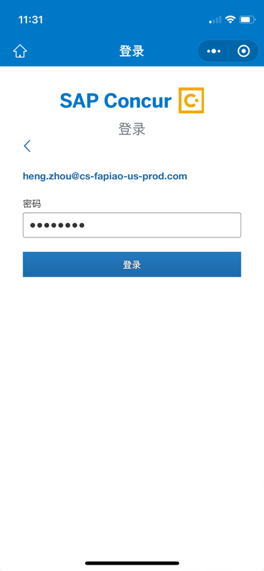 11:31
登录
SAP Concur
登录
heng.zhou@cs-fapiao-us-prod.com
密码
登录